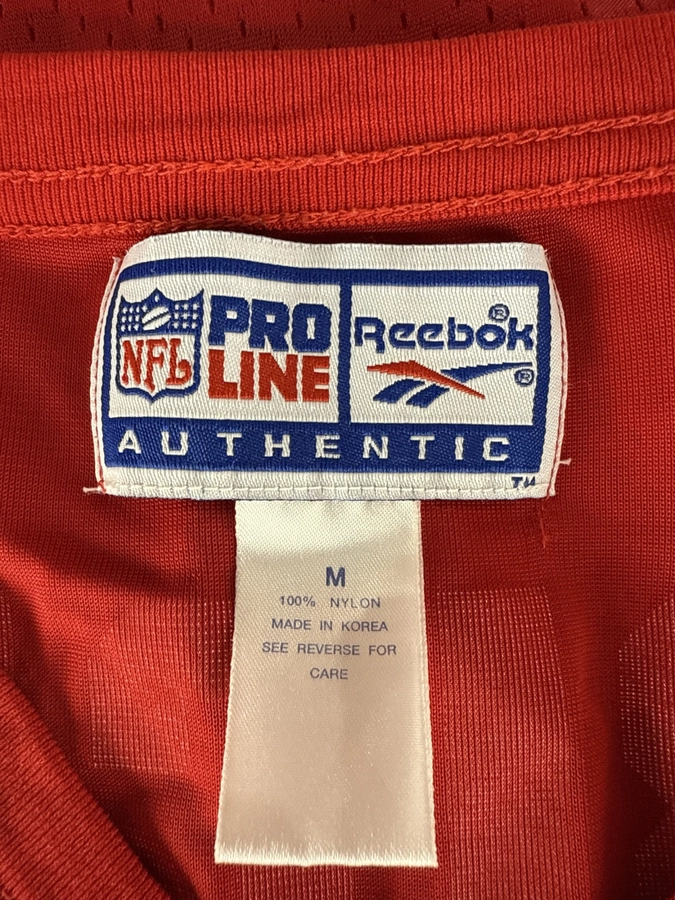 NFL
PRO
LINE
Reebok®
®
AUTHENTIC
TM
M
100% NYLON
MADE IN KOREA
SEE REVERSE FOR
CARE